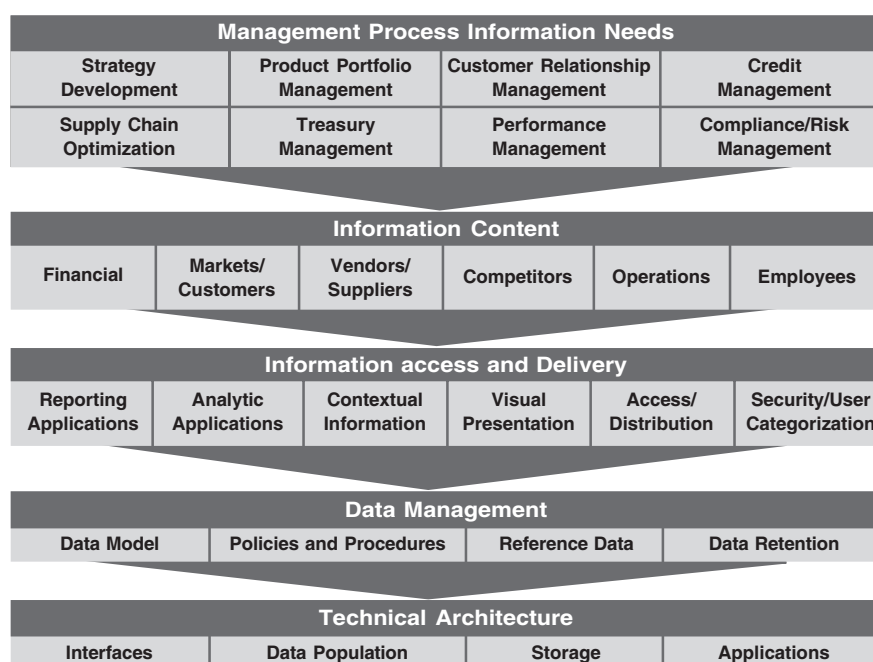 Management Process Information Needs
Strategy Development
Product Portfolio Management
Customer Relationship Management
Credit Management
Supply Chain Optimization
Treasury Management
Performance Management
Compliance/Risk Management
Information Content
Financial
Markets/ Customers
Vendors/ Suppliers
Competitors
Operations
Employees
Information access and Delivery
Reporting Applications
Analytic Applications
Contextual Information
Visual Presentation
Access/ Distribution
Security/User Categorization
Data Management
Data Model
Policies and Procedures
Reference Data
Data Retention
Technical Architecture
Interfaces
Data Population
Storage
Applications